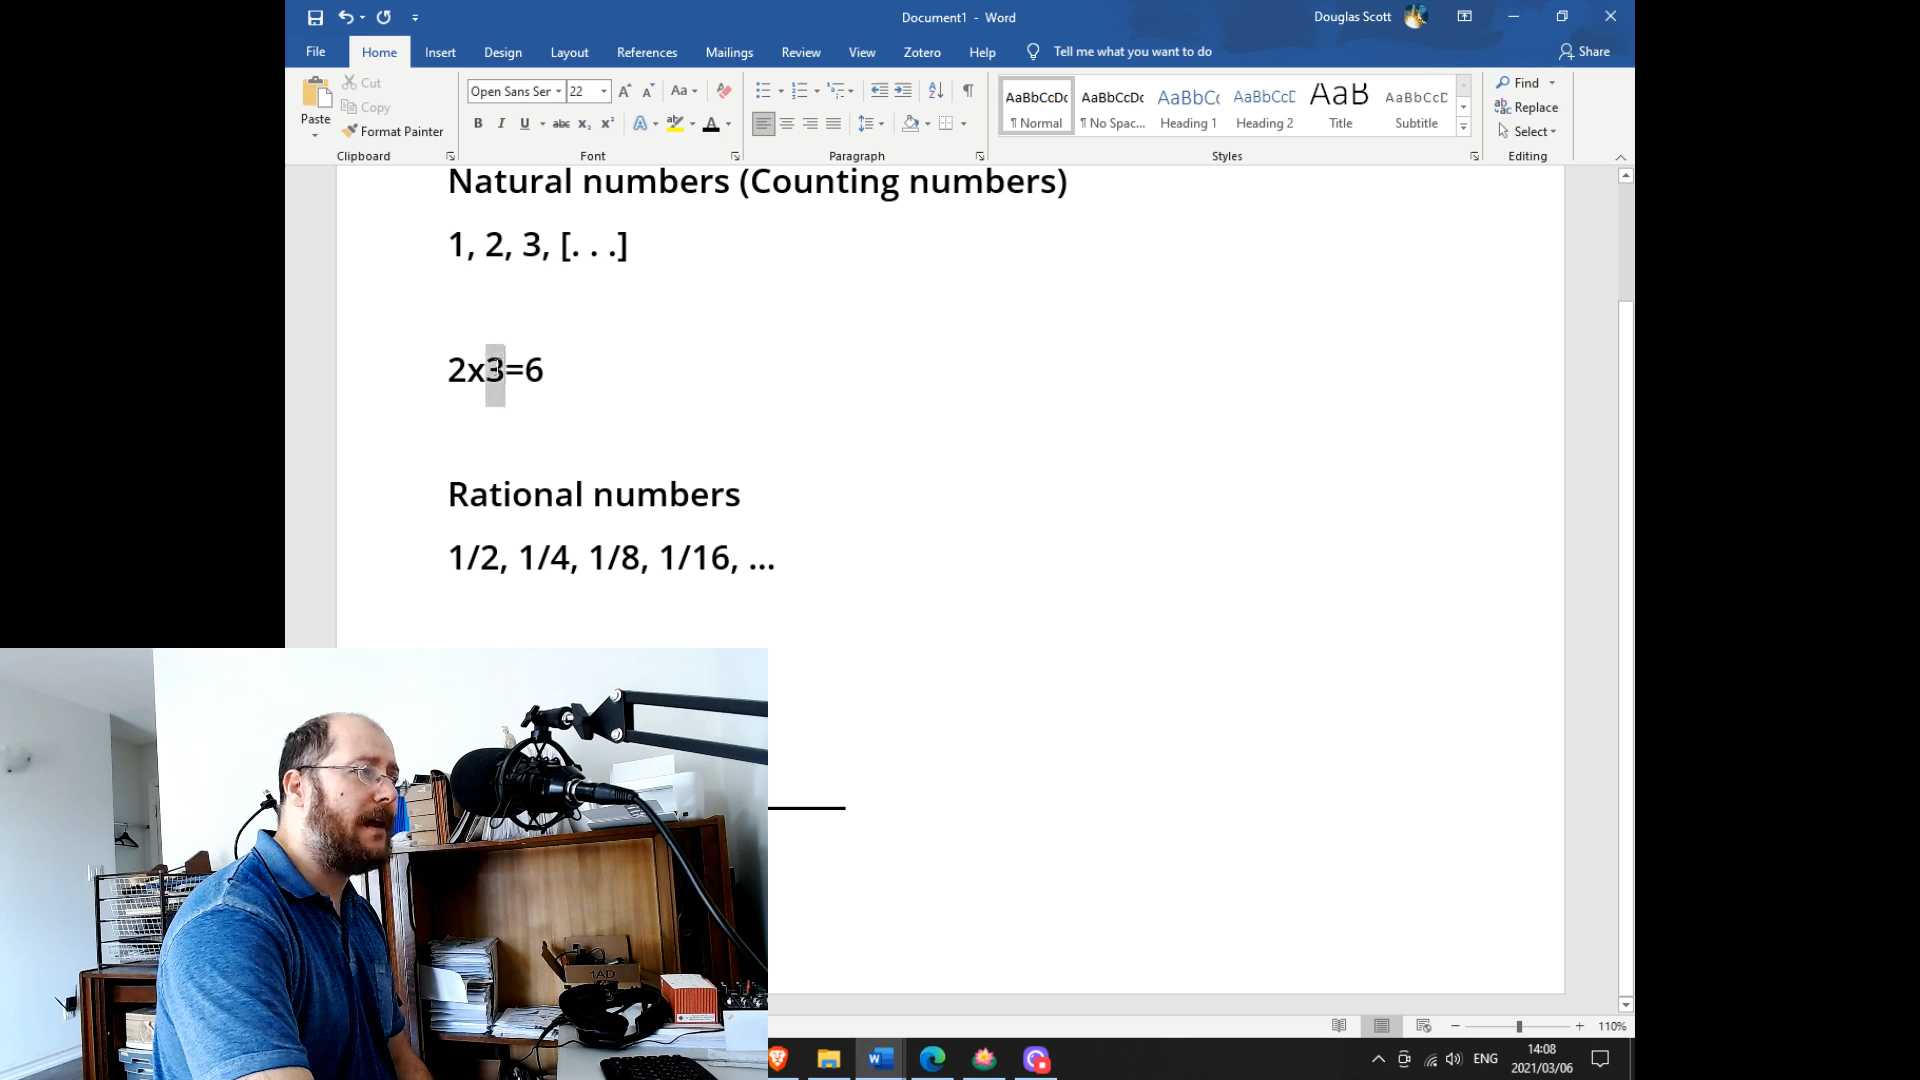 Document1 - Word
Douglas Scott
File Home Insert Design Layout References Mailings Review View Zotero Help Tell me what you want to do Share
Paste
Cut
Copy
Format Painter
Clipboard
Open Sans Ser 22
Font
Paragraph
AaBbCcDc AaBbCcDc AaBbC AaBbCcD AaB AaBbCcD
¶ Normal ¶ No Spac... Heading 1 Heading 2 Title Subtitle
Styles
Find
Replace
Select
Editing
Natural numbers (Counting numbers)
1, 2, 3, [. . .]
2x3=6
Rational numbers
1/2, 1/4, 1/8, 1/16, ...
1AD
110%
ENG
14:08
2021/03/06